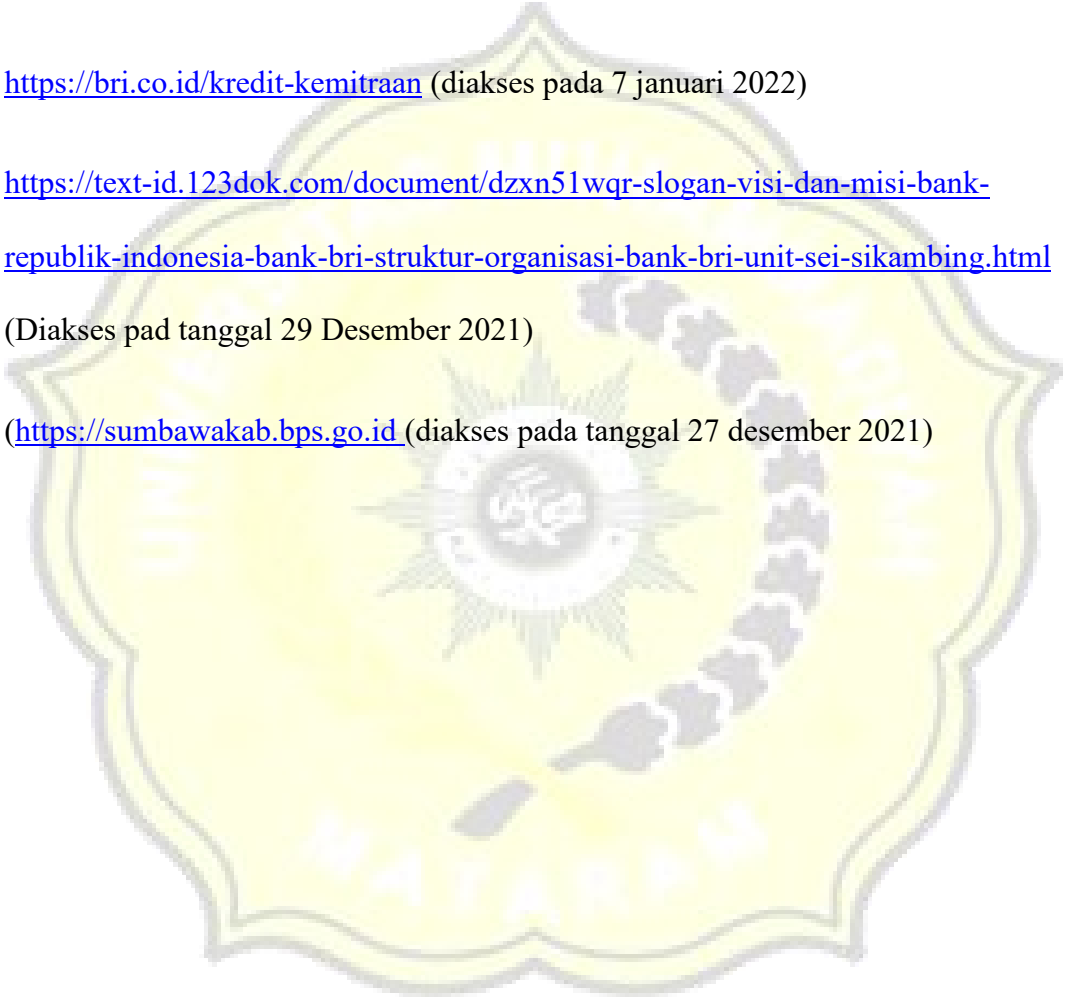 https://bri.co.id/kredit-kemitraan (diakses pada 7 januari 2022)
https://text-id.123dok.com/document/dzxn51wqr-slogan-visi-dan-misi-bank-
republik-indonesia-bank-bri-struktur-organisasi-bank-bri-unit-sei-sikambing.html
(Diakses pad tanggal 29 Desember 2021)
(https://sumbawakab.bps.go.id (diakses pada tanggal 27 desember 2021)
MATARAM